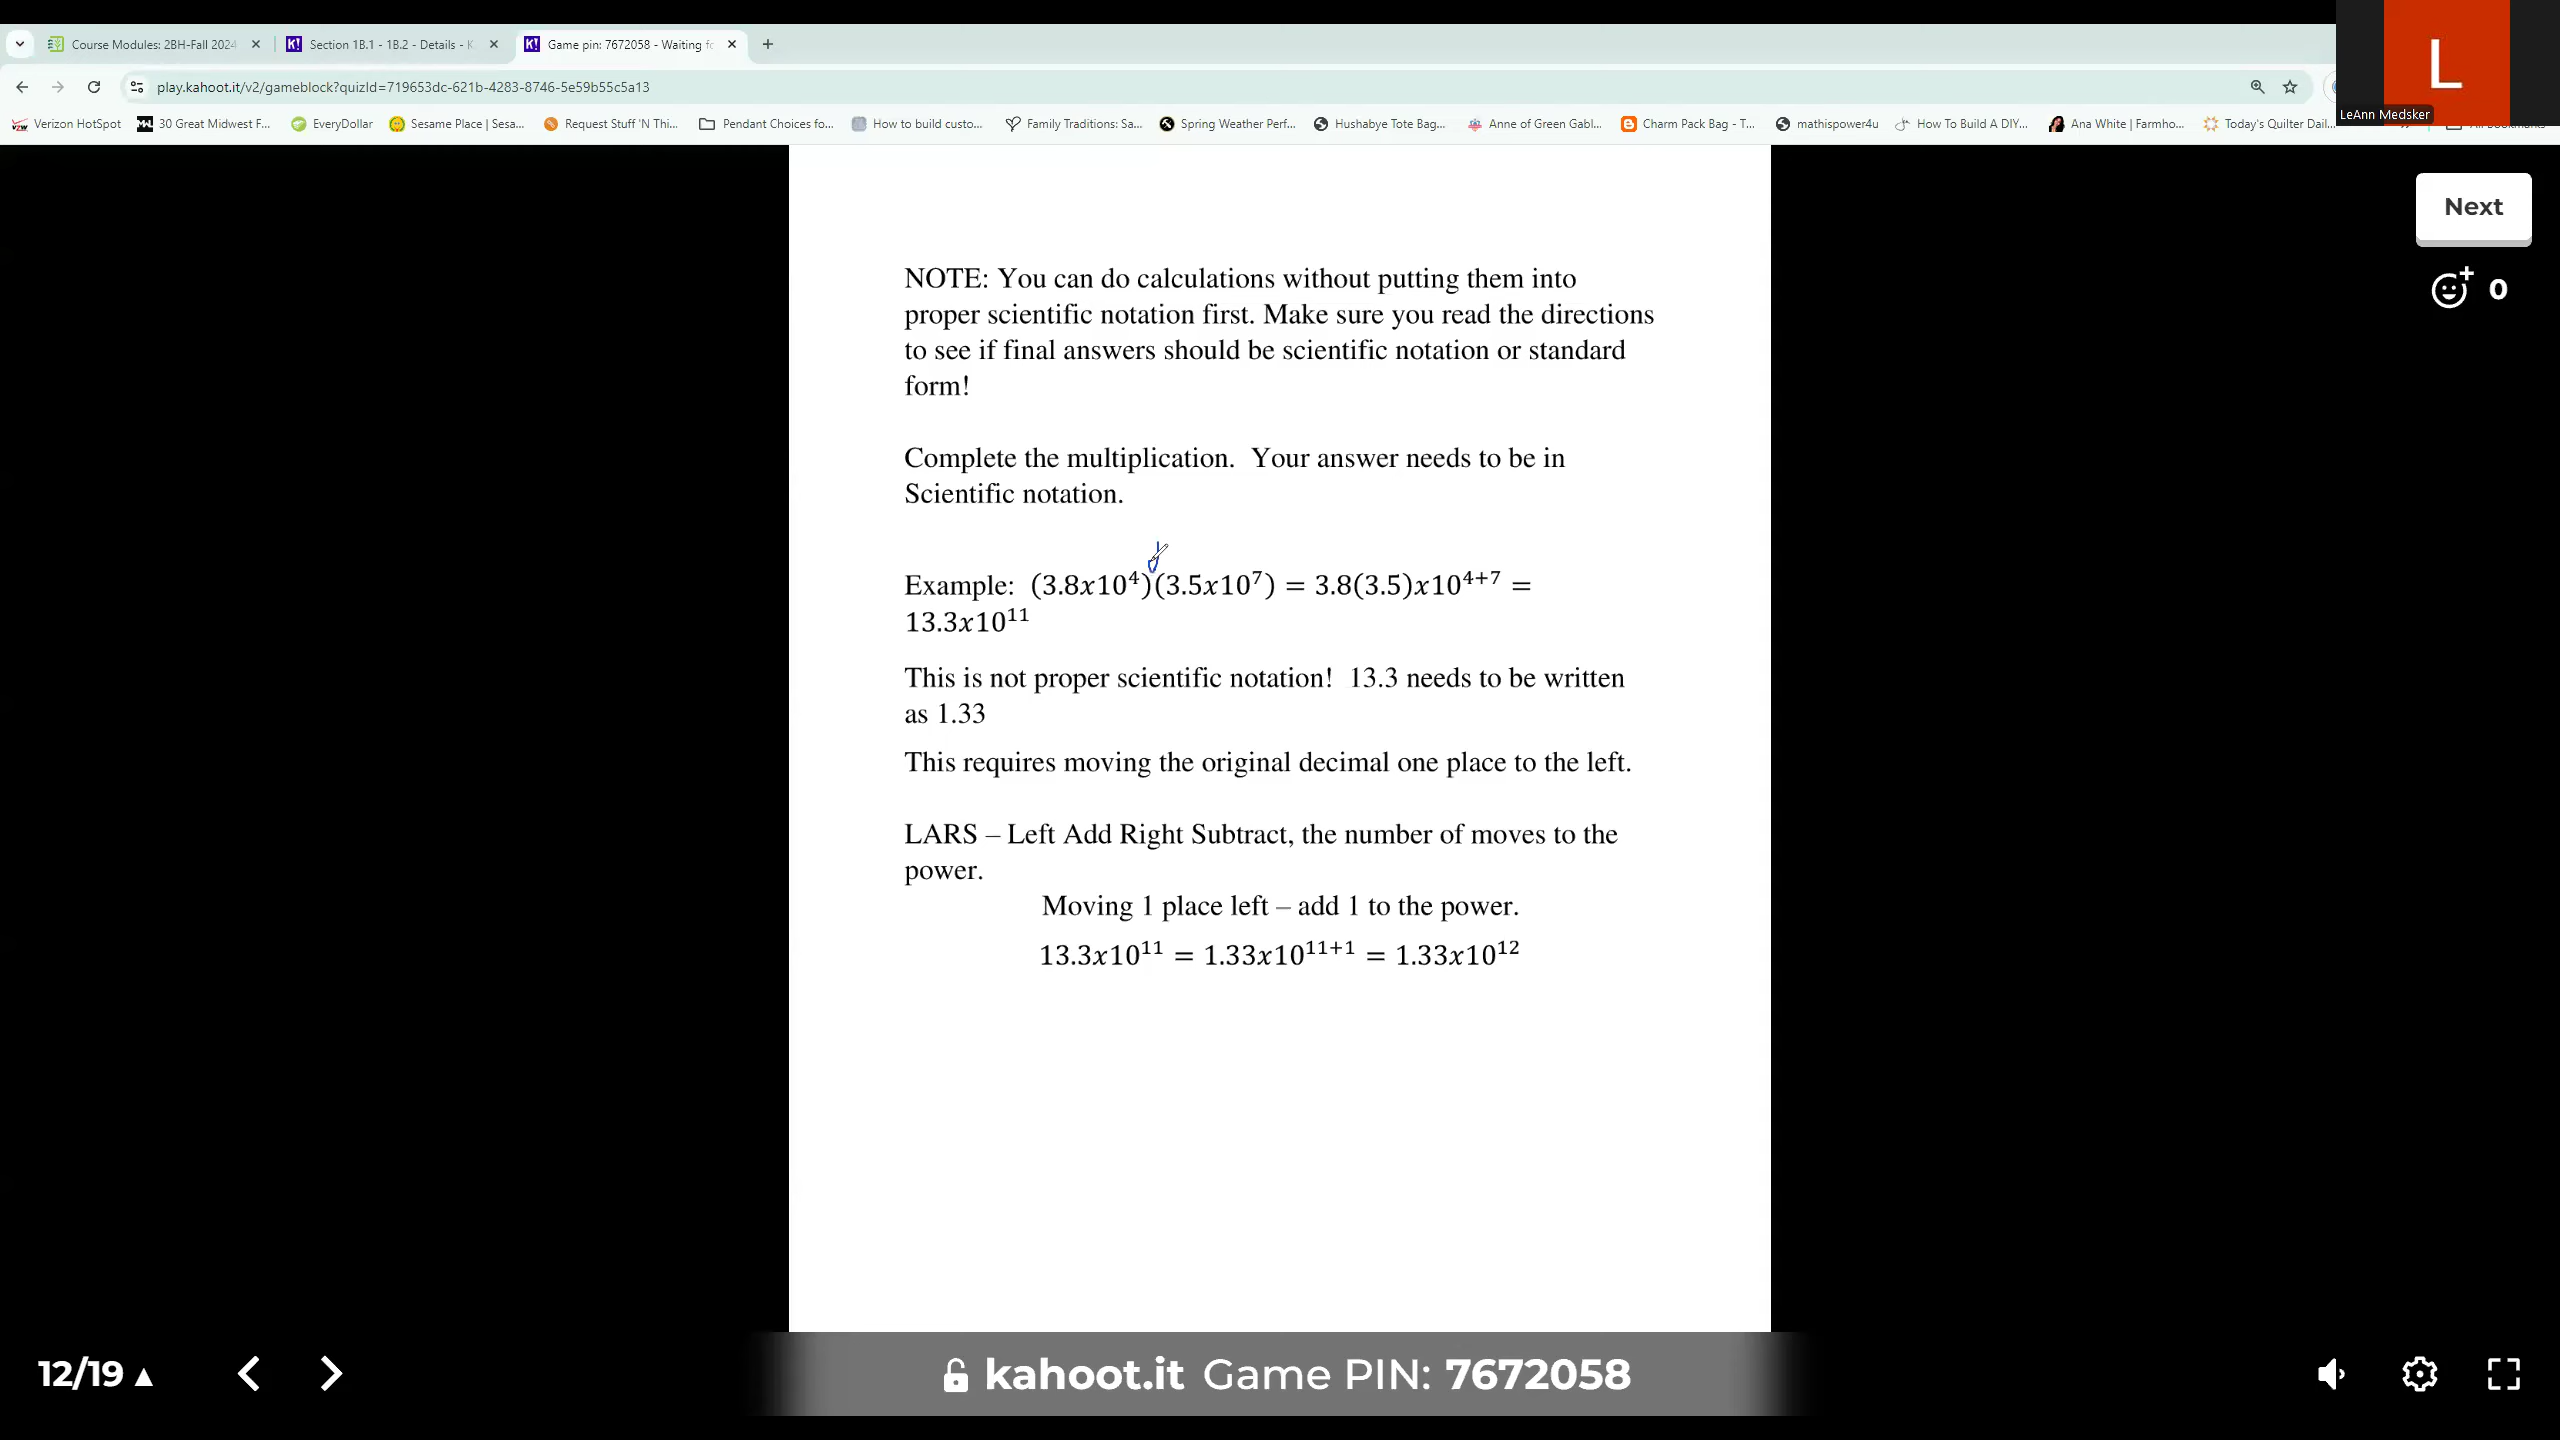 Course Modules: 2BH-Fall 2024
Section 1B.1 - 1B.2 - Details - K
Game pin: 7672058 - Waiting fo
play.kahoot.it/v2/gameblock?quizId=719653dc-621b-4283-8746-5e59b55c5a13
Verizon HotSpot
30 Great Midwest F...
EveryDollar
Sesame Place | Sesa...
Request Stuff 'N Thi...
Pendant Choices fo...
How to build custo...
Family Traditions: Sa...
Spring Weather Perf...
Hushabye Tote Bag...
Anne of Green Gabl...
Charm Pack Bag - T...
mathispower4u
How To Build A DIY...
Ana White | Farmho...
Today's Quilter Dail...
L
LeAnn Medsker
Next
0
NOTE: You can do calculations without putting them into
proper scientific notation first. Make sure you read the directions
to see if final answers should be scientific notation or standard
form!
Complete the multiplication.  Your answer needs to be in
Scientific notation.
Example:  (3.8x10⁴)(3.5x10⁷) = 3.8(3.5)x10⁴⁺⁷ =
13.3x10¹¹
This is not proper scientific notation!  13.3 needs to be written
as 1.33
This requires moving the original decimal one place to the left.
LARS – Left Add Right Subtract, the number of moves to the
power.
Moving 1 place left – add 1 to the power.
13.3x10¹¹ = 1.33x10¹¹⁺¹ = 1.33x10¹²
12/19
kahoot.it Game PIN: 7672058